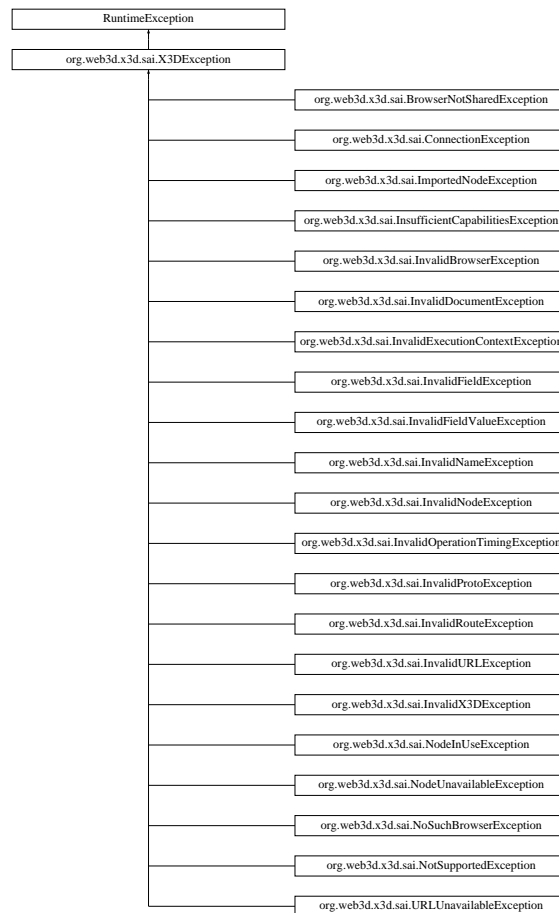 RuntimeException
org.web3d.x3d.sai.X3DException
org.web3d.x3d.sai.BrowserNotSharedException
org.web3d.x3d.sai.ConnectionException
org.web3d.x3d.sai.ImportedNodeException
org.web3d.x3d.sai.InsufficientCapabilitiesException
org.web3d.x3d.sai.InvalidBrowserException
org.web3d.x3d.sai.InvalidDocumentException
org.web3d.x3d.sai.InvalidExecutionContextException
org.web3d.x3d.sai.InvalidFieldException
org.web3d.x3d.sai.InvalidFieldValueException
org.web3d.x3d.sai.InvalidNameException
org.web3d.x3d.sai.InvalidNodeException
org.web3d.x3d.sai.InvalidOperationTimingException
org.web3d.x3d.sai.InvalidProtoException
org.web3d.x3d.sai.InvalidRouteException
org.web3d.x3d.sai.InvalidURLException
org.web3d.x3d.sai.InvalidX3DException
org.web3d.x3d.sai.NodeInUseException
org.web3d.x3d.sai.NodeUnavailableException
org.web3d.x3d.sai.NoSuchBrowserException
org.web3d.x3d.sai.NotSupportedException
org.web3d.x3d.sai.URLUnavailableException